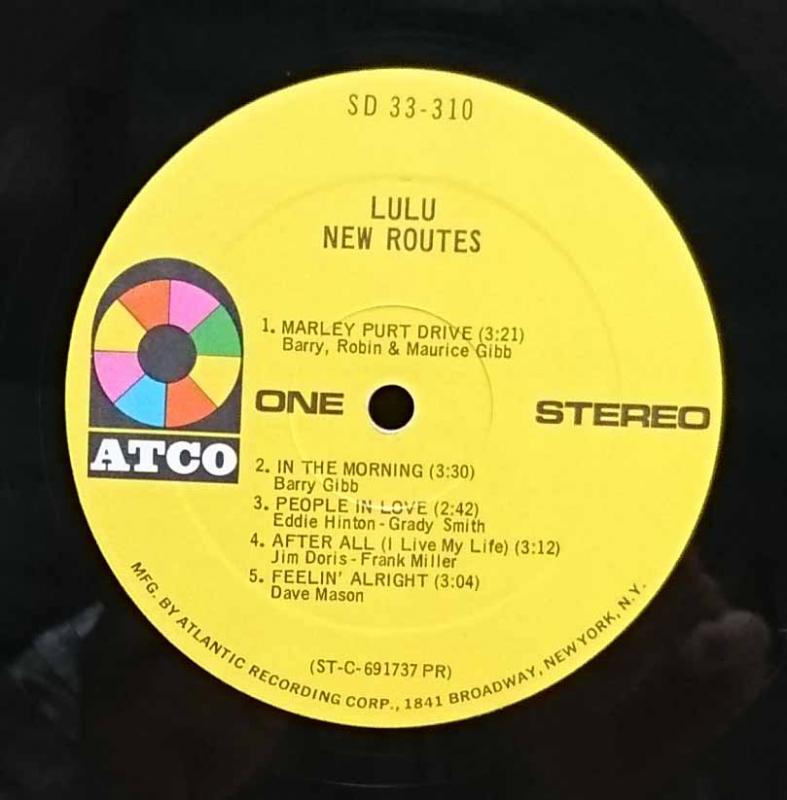 SD 33-310
LULU
NEW ROUTES
1. MARLEY PURT DRIVE (3:21)
Barry, Robin & Maurice Gibb
ONE
STEREO
ATCO
2. IN THE MORNING (3:30)
Barry Gibb
3. PEOPLE IN LOVE (2:42)
Eddie Hinton - Grady Smith
4. AFTER ALL (I Live My Life) (3:12)
Jim Doris - Frank Miller
5. FEELIN' ALRIGHT (3:04)
Dave Mason
(ST-C-691737 PR)
MFG. BY ATLANTIC RECORDING CORP., 1841 BROADWAY, NEW YORK, N.Y.